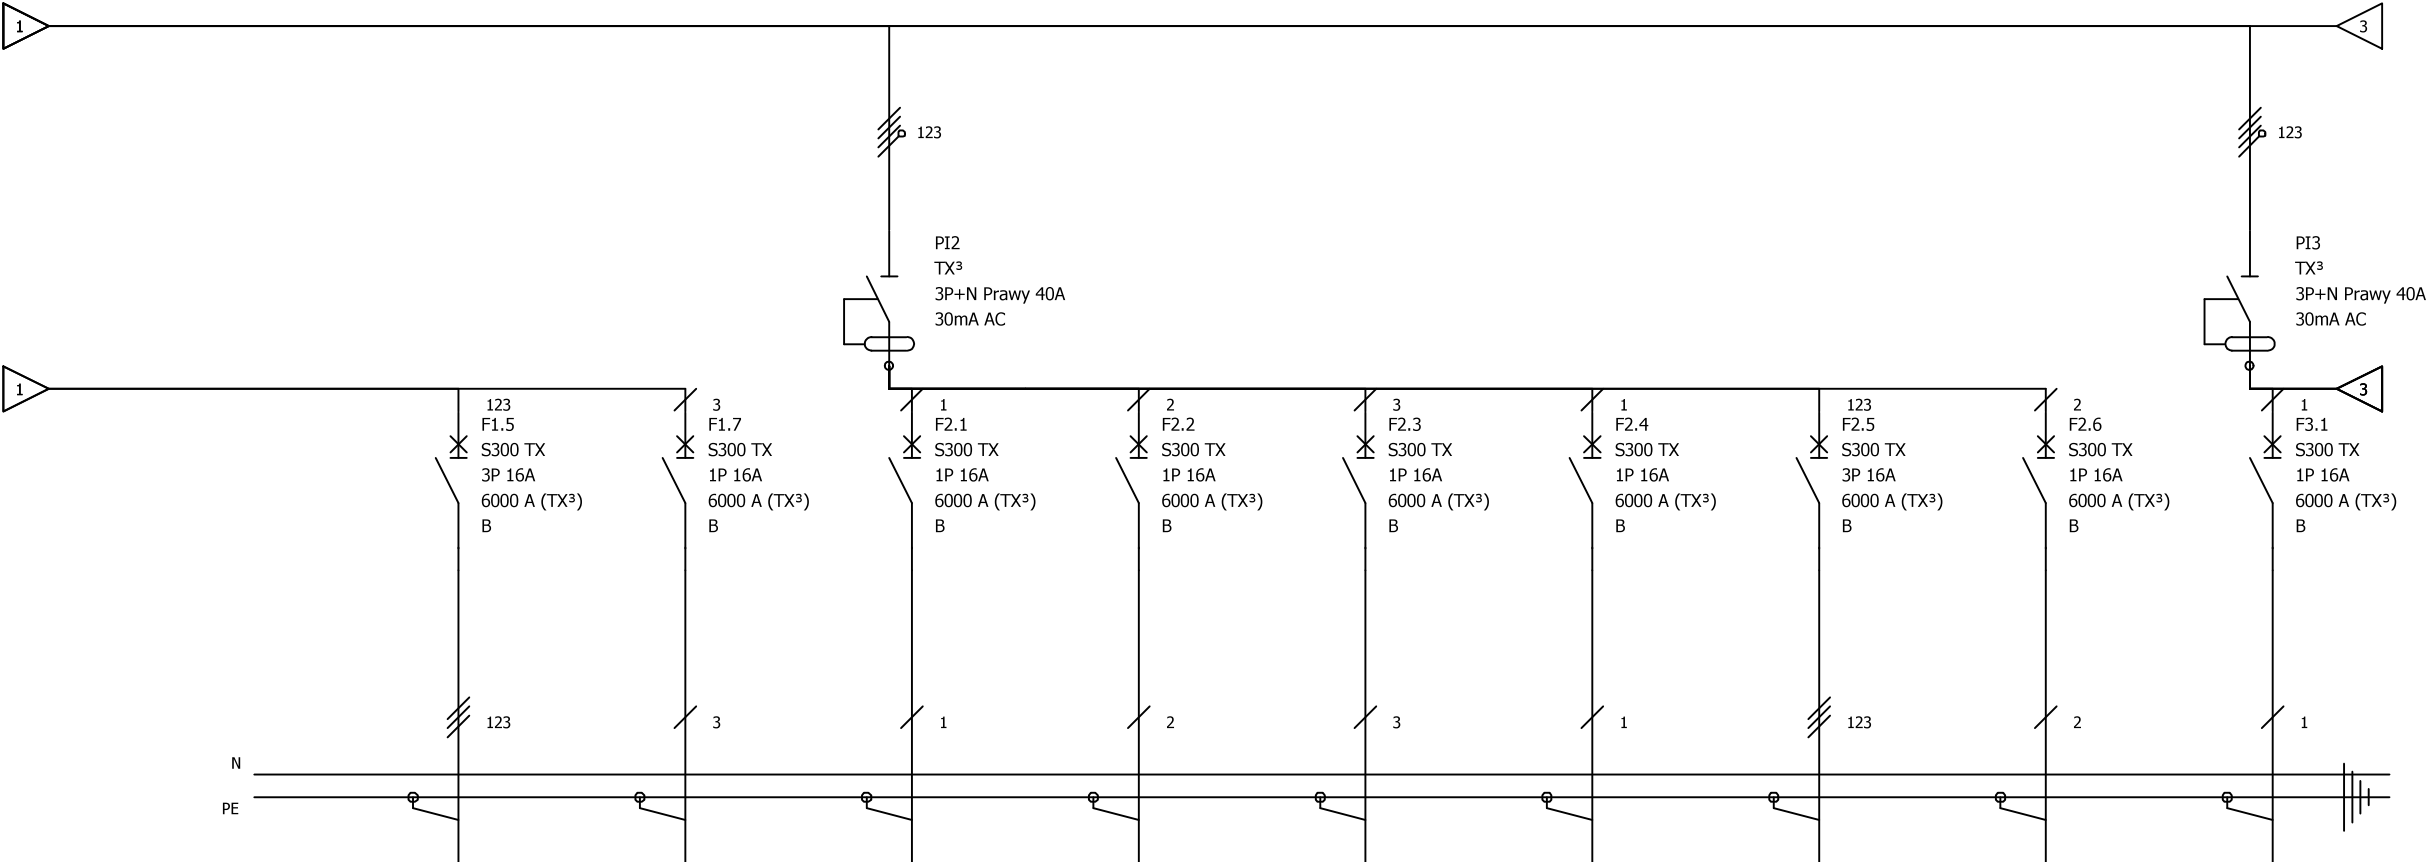 1
3
123
123
PI2
TX³
3P+N Prawy 40A
30mA AC
PI3
TX³
3P+N Prawy 40A
30mA AC
1
3
123
F1.5
S300 TX
3P 16A
6000 A (TX³)
B
3
F1.7
S300 TX
1P 16A
6000 A (TX³)
B
1
F2.1
S300 TX
1P 16A
6000 A (TX³)
B
2
F2.2
S300 TX
1P 16A
6000 A (TX³)
B
3
F2.3
S300 TX
1P 16A
6000 A (TX³)
B
1
F2.4
S300 TX
1P 16A
6000 A (TX³)
B
123
F2.5
S300 TX
3P 16A
6000 A (TX³)
B
2
F2.6
S300 TX
1P 16A
6000 A (TX³)
B
1
F3.1
S300 TX
1P 16A
6000 A (TX³)
B
123
3
1
2
3
1
123
2
1
N
PE